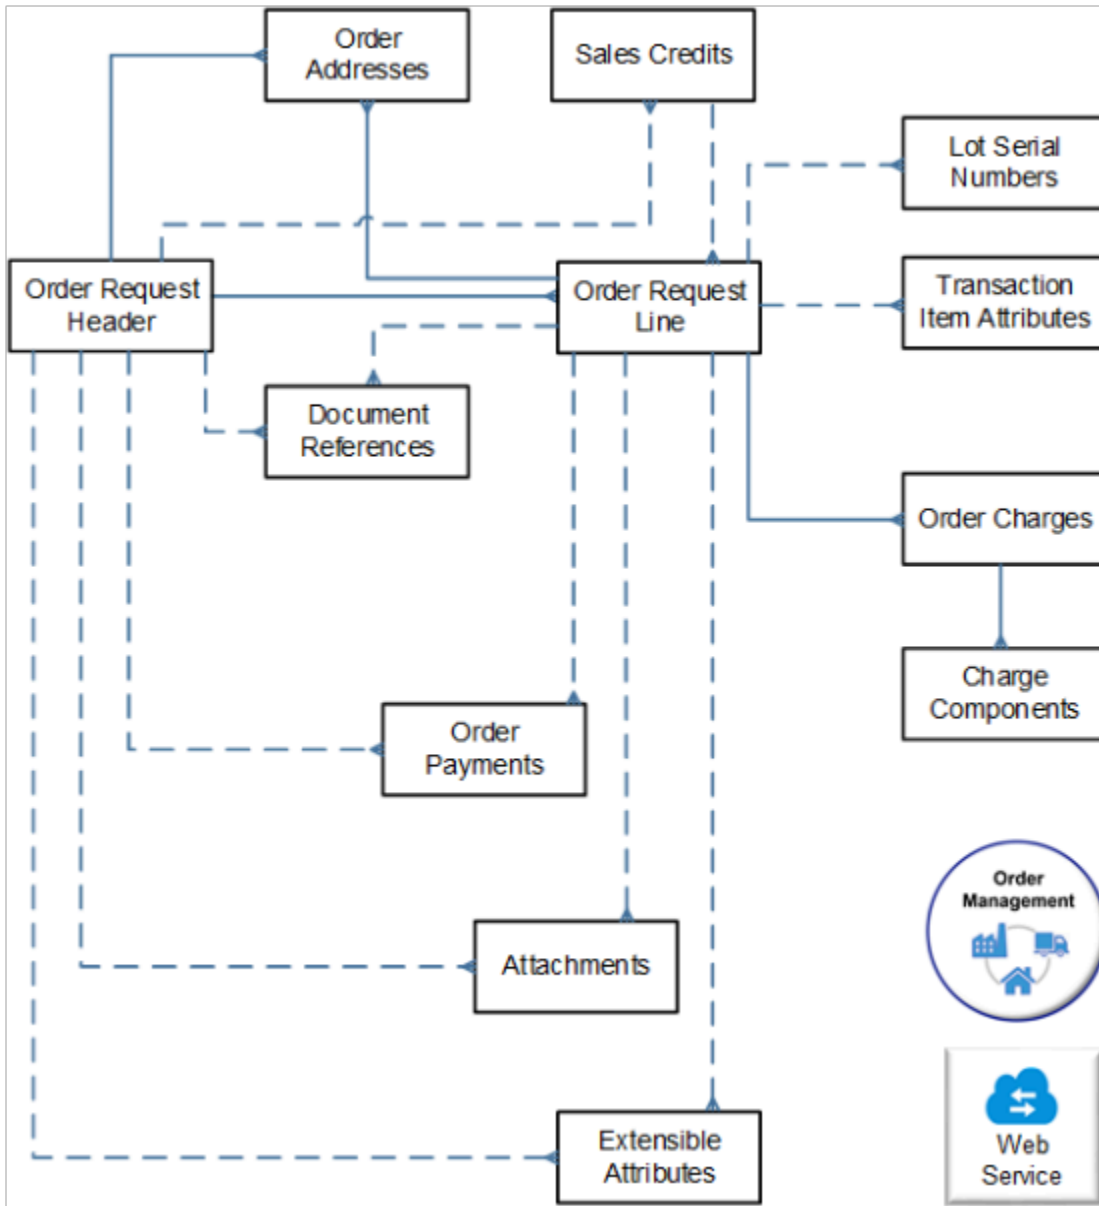 Order
Addresses
Sales Credits
Lot Serial
Numbers
Order Request
Header
Order Request
Line
Transaction
Item Attributes
Document
References
Order Charges
Charge
Components
Order
Payments
Order
Management
Attachments
Web
Service
Extensible
Attributes